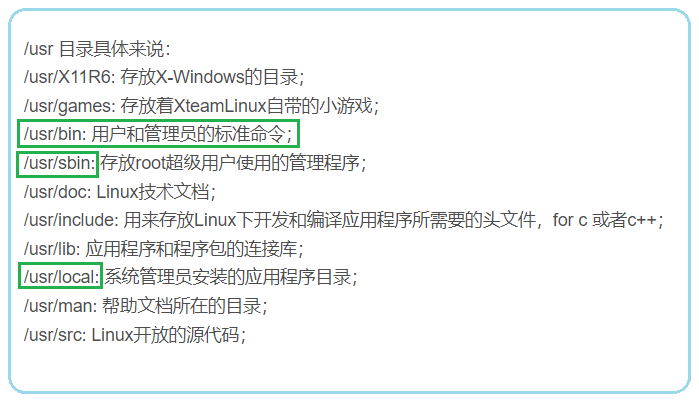 /usr 目录具体来说：
/usr/X11R6: 存放X-Windows的目录；
/usr/games: 存放着XteamLinux自带的小游戏；
/usr/bin: 用户和管理员的标准命令；
/usr/sbin: 存放root超级用户使用的管理程序；
/usr/doc: Linux技术文档；
/usr/include: 用来存放Linux下开发和编译应用程序所需要的头文件，for c 或者c++；
/usr/lib: 应用程序和程序包的连接库；
/usr/local: 系统管理员安装的应用程序目录；
/usr/man: 帮助文档所在的目录；
/usr/src: Linux开放的源代码；